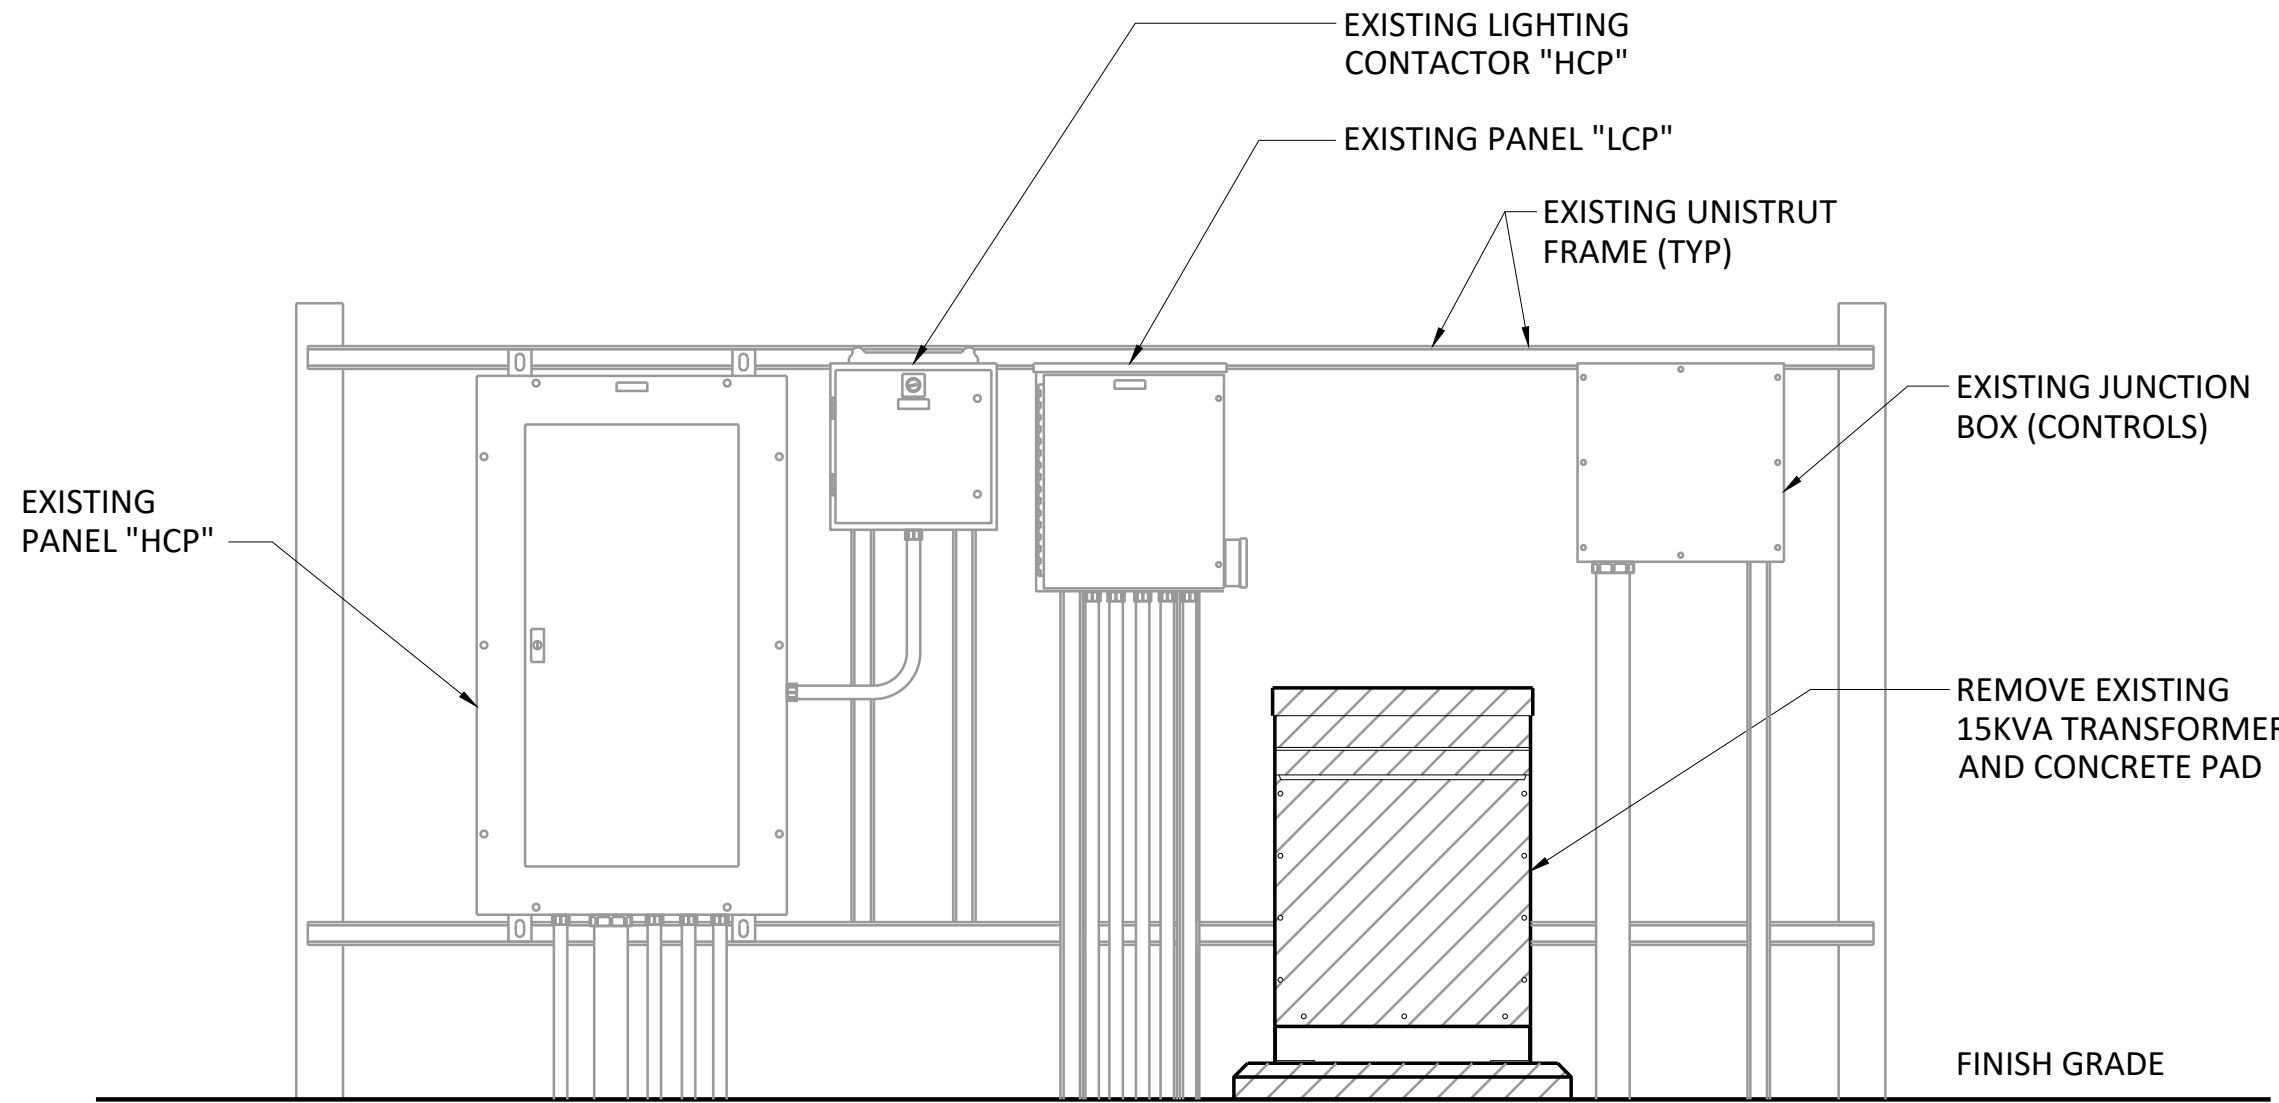 EXISTING LIGHTING
CONTACTOR "HCP"
EXISTING PANEL "LCP"
EXISTING UNISTRUT
FRAME (TYP)
EXISTING JUNCTION
BOX (CONTROLS)
EXISTING
PANEL "HCP"
REMOVE EXISTING
15KVA TRANSFORMER
AND CONCRETE PAD
FINISH GRADE